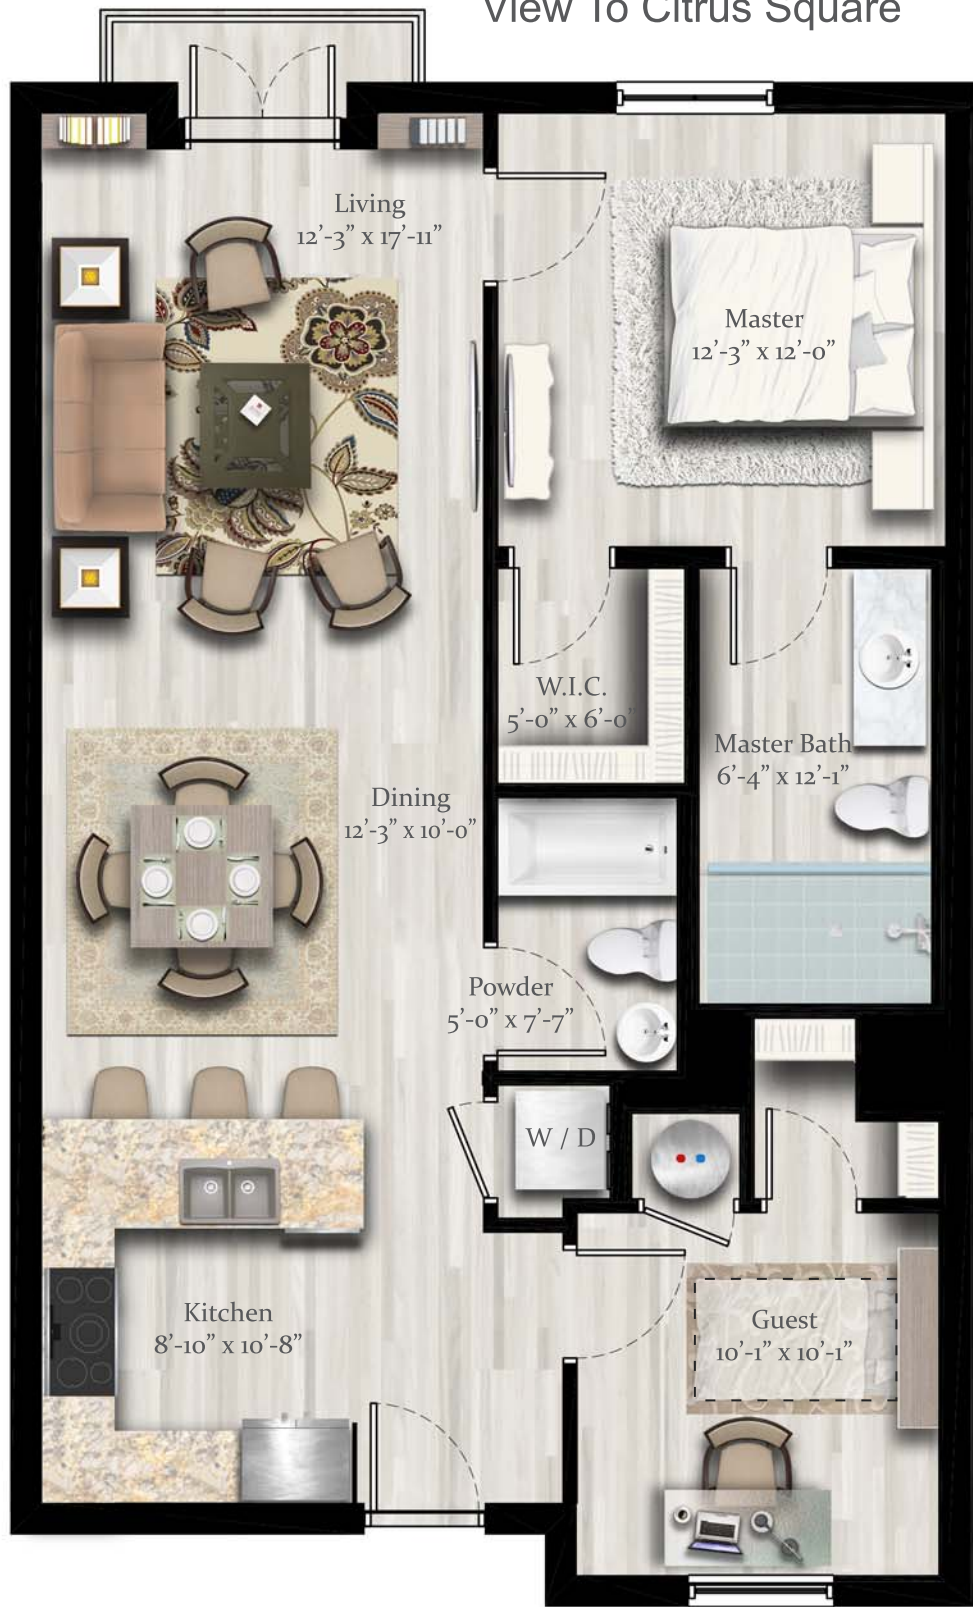 View To Citrus Square
Living
12’-3” x 17’-11”
Master
12’-3” x 12’-0”
W.I.C.
5’-0” x 6’-0”
Master Bath
6’-4” x 12’-1”
Dining
12’-3” x 10’-0”
Powder
5’-0” x 7’-7”
W / D
Kitchen
8’-10” x 10’-8”
Guest
10’-1” x 10’-1”